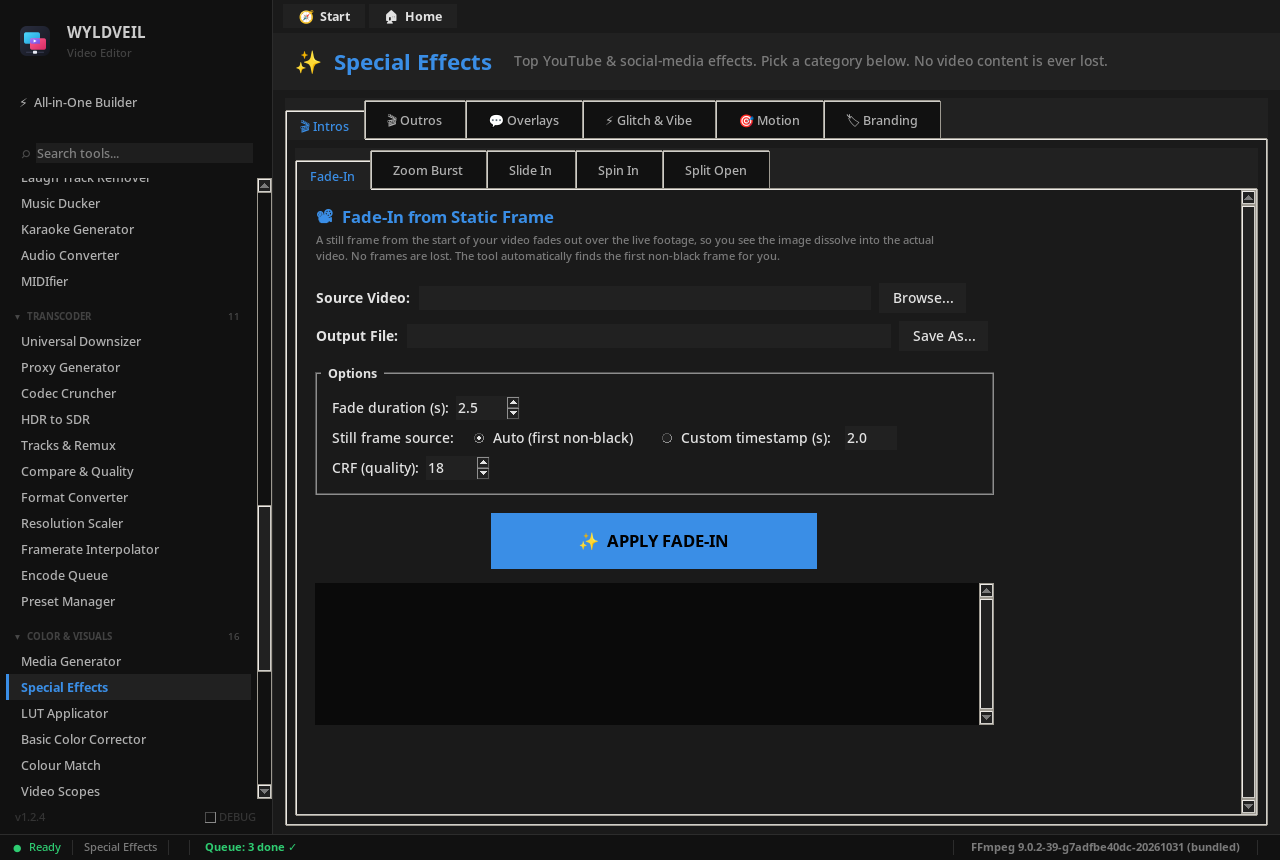 WYLDVEIL
Video Editor
⚡ All-in-One Builder
Search tools...
Laugh Track Remover
Music Ducker
Karaoke Generator
Audio Converter
MIDIfier
▾ TRANSCODER 11
Universal Downsizer
Proxy Generator
Codec Cruncher
HDR to SDR
Tracks & Remux
Compare & Quality
Format Converter
Resolution Scaler
Framerate Interpolator
Encode Queue
Preset Manager
▾ COLOR & VISUALS 16
Media Generator
Special Effects
LUT Applicator
Basic Color Corrector
Colour Match
Video Scopes
v1.2.4 DEBUG
🧭 Start 🏠 Home
✨ Special Effects Top YouTube & social-media effects. Pick a category below. No video content is ever lost.
🎬 Intros 🎬 Outros 💬 Overlays ⚡ Glitch & Vibe 🎯 Motion 🏷 Branding
Fade-In Zoom Burst Slide In Spin In Split Open
📽 Fade-In from Static Frame
A still frame from the start of your video fades out over the live footage, so you see the image dissolve into the actual
video. No frames are lost. The tool automatically finds the first non-black frame for you.
Source Video: Browse...
Output File: Save As...
Options
Fade duration (s): 2.5
Still frame source: Auto (first non-black) Custom timestamp (s): 2.0
CRF (quality): 18
✨ APPLY FADE-IN
● Ready Special Effects Queue: 3 done ✓ FFmpeg 9.0.2-39-g7adfbe40dc-20261031 (bundled)